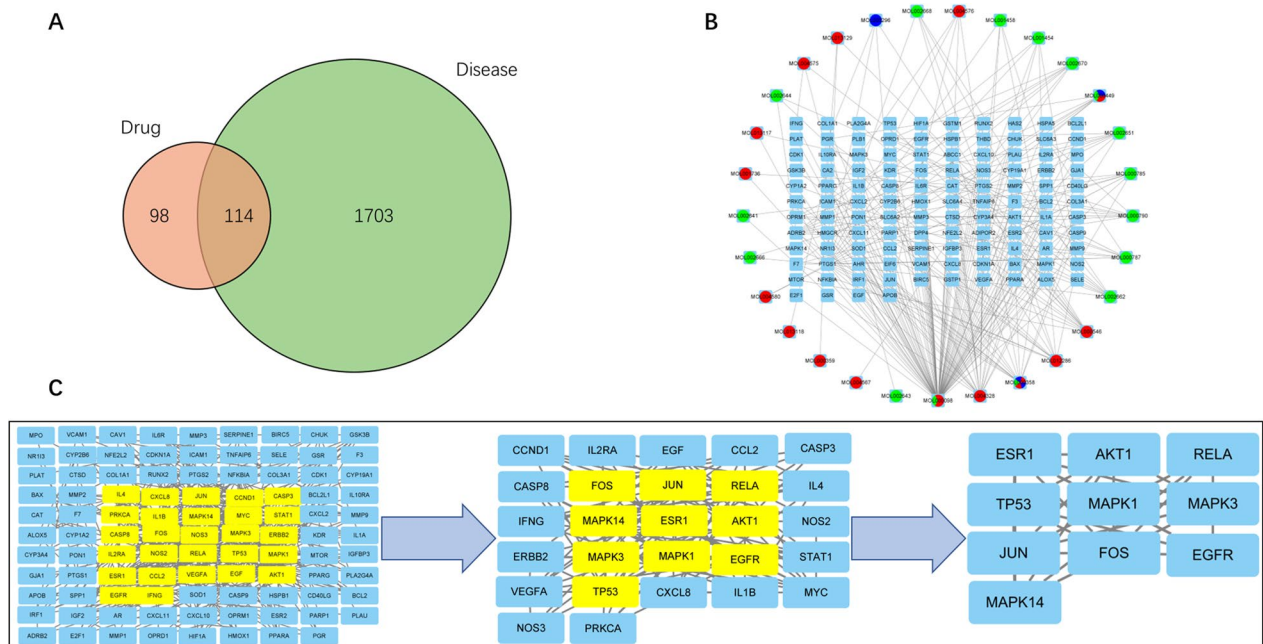 A
Drug
Disease
98
114
1703
B
IFNG COL1A1 PLA2G4A TP53 HIF1A GSTM1 RUNX2 HAS2 HSPA5 BCL2L1
PLAT PGR PLB1 OPRD1 EGFR HSPB1 THBD CHUK SLC6A3 CCND1
CDK1 IL10RA MAPK3 MYC STAT1 ABCC1 CXCL10 PLAU IL2RA MPO
GSK3B CA2 IGF2 KDR FOS RELA NOS3 CYP19A1 ERBB2 GJA1
CYP1A2 PPARG IL1B CASP8 IL6R CAT PTGS2 MMP2 SPP1 CD40LG
PRKCA ICAM1 CXCL2 CYP2B6 HMOX1 SLC6A4 TNFAIP6 F3 BCL2 COL3A1
OPRM1 MMP1 PON1 SLC6A2 MMP3 CTSD CYP3A4 AKT1 IL1A CASP3
ADRB2 HMGCR CXCL11 PARP1 DPP4 NFE2L2 ADIPOR2 ESR2 CAV1 CASP9
MAPK14 NR1I3 SOD1 CCL2 SERPINE1 IGFBP3 ESR1 IL4 AR MMP9
F7 PTGS1 AHR EIF6 VCAM1 CXCL8 CDKN1A BAX MAPK1 NOS2
MTOR NFKBIA IRF1 JUN BIRC5 GSTP1 VEGFA PPARA ALOX5 SELE
E2F1 GSR EGF APOB
C
MPO VCAM1 CAV1 IL6R MMP3 SERPINE1 BIRC5 CHUK GSK3B
NR1I3 CYP2B6 NFE2L2 CDKN1A ICAM1 TNFAIP6 SELE GSR F3
PLAT CTSD COL1A1 RUNX2 PTGS2 NFKBIA COL3A1 CDK1 CYP19A1
BAX MMP2 IL4 CXCL8 JUN CCND1 CASP3 BCL2L1 IL10RA
CAT F7 PRKCA IL1B MAPK14 MYC STAT1 CXCL2 MMP9
ALOX5 CYP1A2 CASP8 FOS NOS3 MAPK3 ERBB2 KDR IL1A
CYP3A4 PON1 IL2RA NOS2 RELA TP53 MAPK1 MTOR IGFBP3
GJA1 PTGS1 ESR1 CCL2 VEGFA EGF AKT1 PPARG PLA2G4A
APOB SPP1 EGFR IFNG SOD1 CASP9 HSPB1 CD40LG BCL2
IRF1 IGF2 AR CXCL11 CXCL10 OPRM1 ESR2 PARP1 PLAU
ADRB2 E2F1 MMP1 OPRD1 HIF1A HMOX1 PPARA PGR
CCND1 IL2RA EGF CCL2 CASP3
CASP8 FOS JUN RELA IL4
IFNG MAPK14 ESR1 AKT1 NOS2
ERBB2 MAPK3 MAPK1 EGFR STAT1
VEGFA TP53 CXCL8 IL1B MYC
NOS3 PRKCA
ESR1 AKT1 RELA
TP53 MAPK1 MAPK3
JUN FOS EGFR
MAPK14